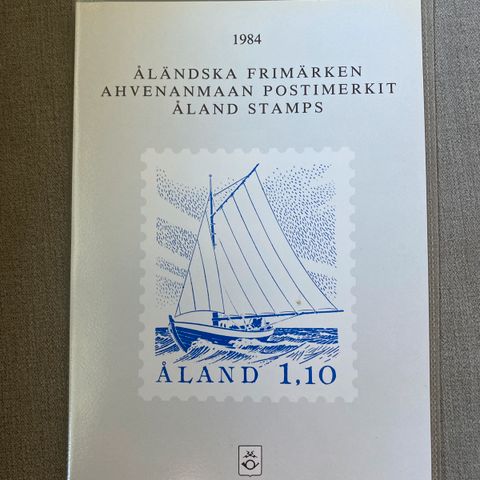 1984
ÅLÄNDSKA FRIMÄRKEN
AHVENANMAAN POSTIMERKIT
ÅLAND STAMPS
ÅLAND 1,10